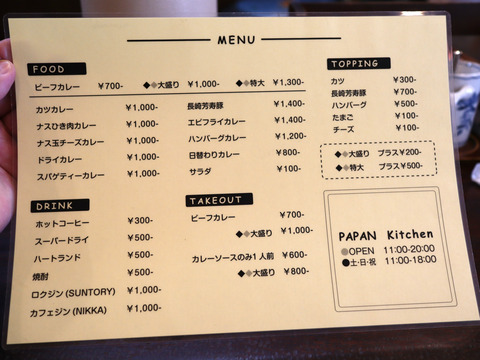 MENU
FOOD
ビーフカレー ¥700- ◆◆大盛り ¥1,000- ◆◆特大 ¥1,300-
カツカレー ¥1,000-
ナスひき肉カレー ¥1,000-
ナス玉チーズカレー ¥1,000-
ドライカレー ¥1,000-
スパゲティーカレー ¥1,000-
長崎芳寿豚 ¥1,400-
エビフライカレー ¥1,400-
ハンバーグカレー ¥1,200-
日替わりカレー ¥800-
サラダ ¥100-
TOPPING
カツ ¥300-
長崎芳寿豚 ¥700-
ハンバーグ ¥500-
たまご ¥100-
チーズ ¥100-
◆◆大盛り プラス¥200-
◆◆特大 プラス¥500-
DRINK
ホットコーヒー ¥300-
スーパードライ ¥500-
ハートランド ¥500-
焼酎 ¥500-
ロクジン(SUNTORY) ¥1,000-
カフェジン(NIKKA) ¥1,000-
TAKEOUT
ビーフカレー ¥700-
◆◆大盛り ¥1,000-
カレーソースのみ1人前 ¥600-
◆◆大盛り ¥800-
PAPAN Kitchen
●OPEN 11:00-20:00
●土・日・祝 11:00-18:00